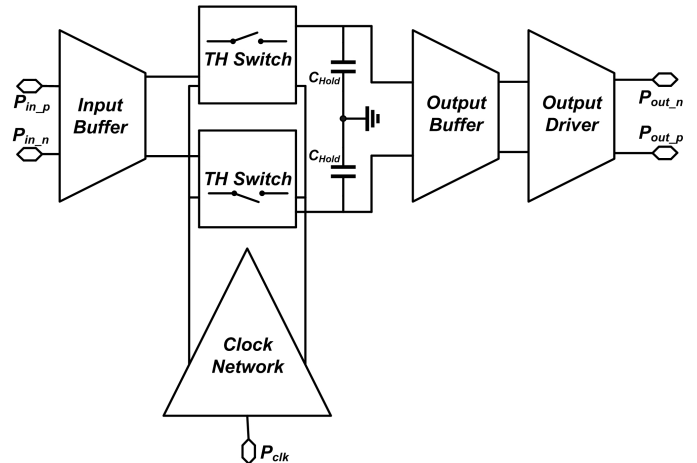 TH Switch
C_Hold
P_in_p
Input
Buffer
P_in_n
Output
Buffer
Output
Driver
P_out_n
P_out_p
C_Hold
TH Switch
Clock
Network
P_clk